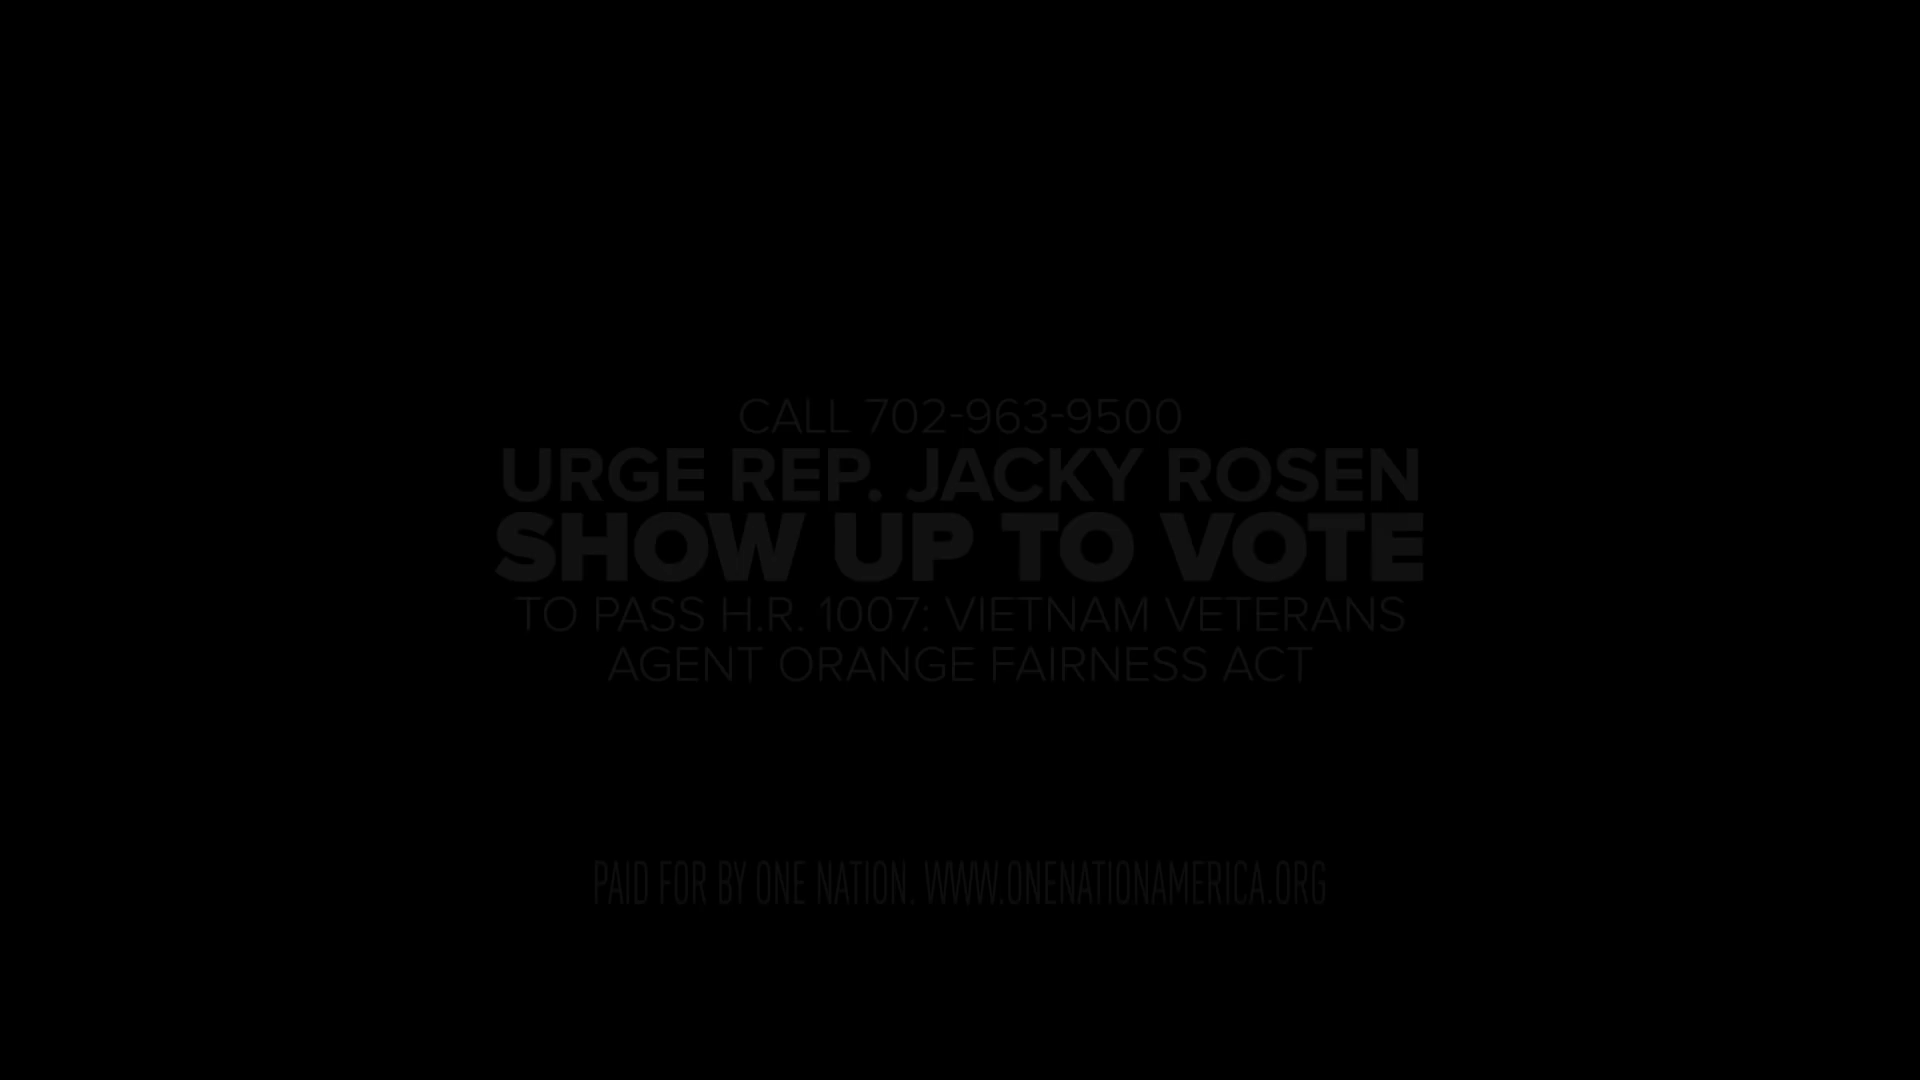 CALL 702-963-9500
URGE REP. JACKY ROSEN
SHOW UP TO VOTE
TO PASS H.R. 1007: VIETNAM VETERANS
AGENT ORANGE FAIRNESS ACT
PAID FOR BY ONE NATION. WWW.ONENATIONAMERICA.ORG